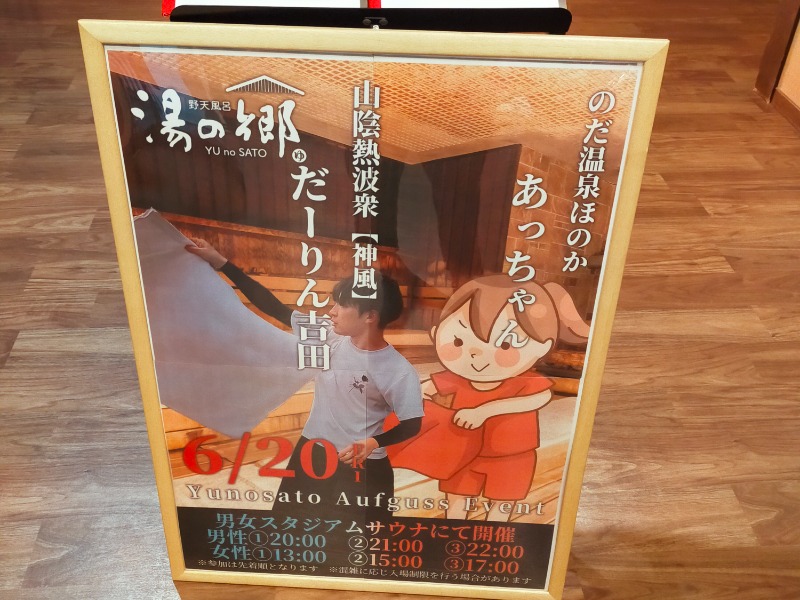 野天風呂
湯の郷
YU no SATO
ゆ
だーりん吉田
山陰熱波衆【神風】
のだ温泉ほのか
あっちゃん
6/20
FRI
Yunosato Aufguss Event
男女スタジアムサウナにて開催
男性①20:00 ②21:00 ③22:00
女性①13:00 ②15:00 ③17:00
※参加は先着順となります ※混雑に応じ入場制限を行う場合があります